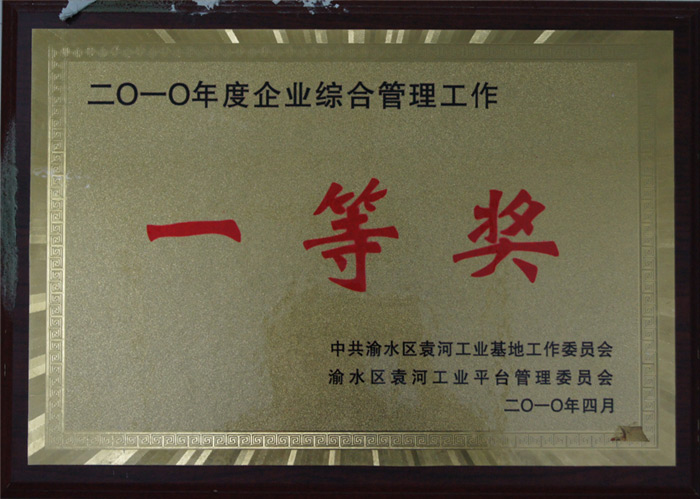 二〇一〇年度企业综合管理工作
一等奖
中共渝水区袁河工业基地工作委员会
渝水区袁河工业平台管理委员会
二〇一〇年四月